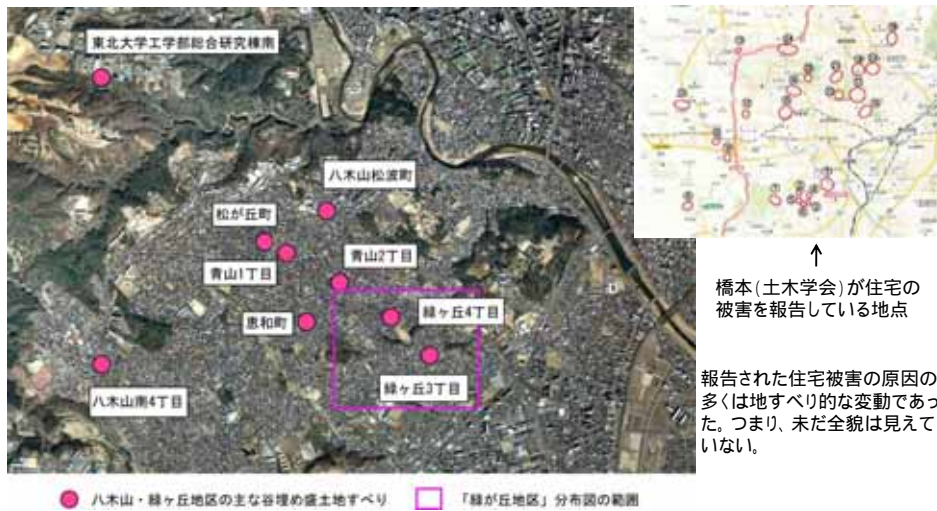 東北大学工学部総合研究棟南
八木山松波町
松が丘町
青山1丁目
青山2丁目
恵和町
緑ヶ丘4丁目
緑ヶ丘3丁目
八木山南4丁目
八木山・緑ヶ丘地区の主な谷埋め盛土地すべり
「緑が丘地区」分布図の範囲
↑
橋本(土木学会)が住宅の
被害を報告している地点
報告された住宅被害の原因の
多くは地すべり的な変動であっ
た。つまり、未だ全貌は見えて
いない。